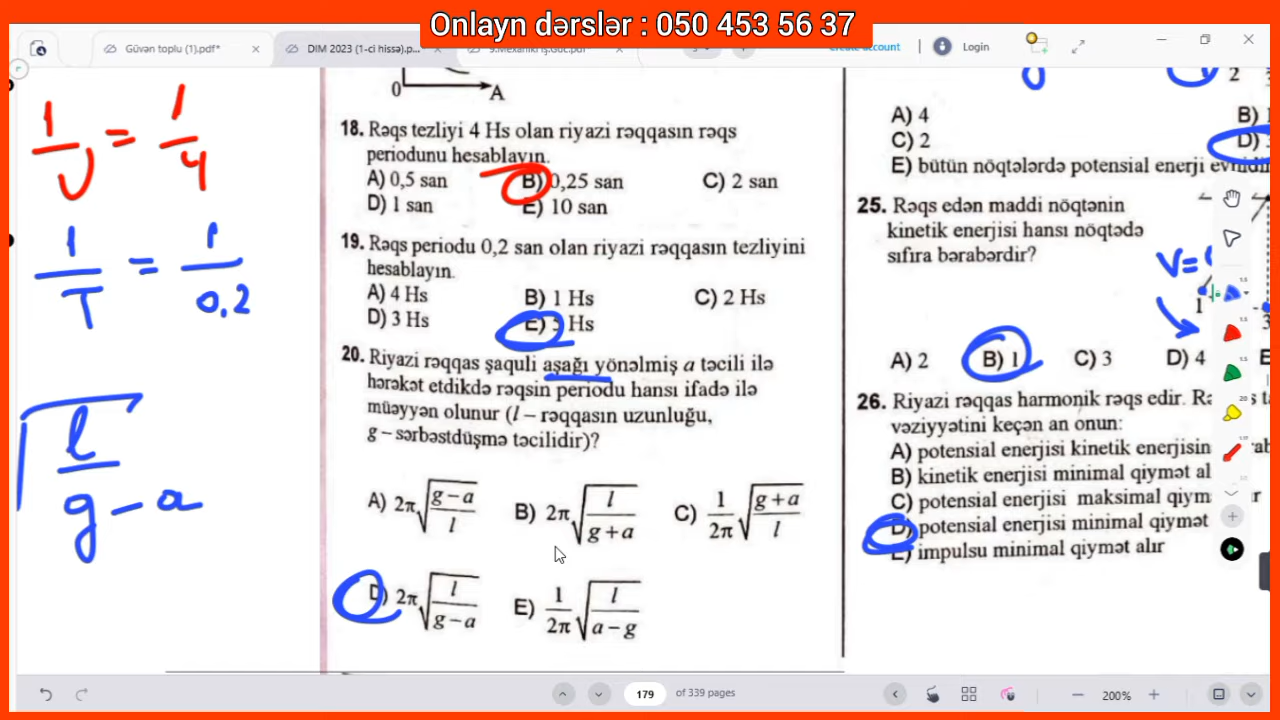 Onlayn dərslər : 050 453 56 37
Güvən toplu (1).pdf*
DIM 2023 (1-ci hissə).p...
9.Mexaniki iş.Güc.pdf
Create account
Login
1/υ = 1/4
1/T = 1/0,2
√(l/(g-a))
0
A
18. Rəqs tezliyi 4 Hs olan riyazi rəqqasın rəqs
periodunu hesablayın.
A) 0,5 san B) 0,25 san C) 2 san
D) 1 san E) 10 san
19. Rəqs periodu 0,2 san olan riyazi rəqqasın tezliyini
hesablayın.
A) 4 Hs B) 1 Hs C) 2 Hs
D) 3 Hs E) 5 Hs
20. Riyazi rəqqas şaquli aşağı yönəlmiş a təcili ilə
hərəkət etdikdə rəqsin periodu hansı ifadə ilə
müəyyən olunur (l – rəqqasın uzunluğu,
g – sərbəstdüşmə təcilidir)?
A) 2π√((g-a)/l) B) 2π√(l/(g+a)) C) 1/2π √((g+a)/l)
D) 2π√(l/(g-a)) E) 1/2π √(l/(a-g))
2
A) 4 B)
C) 2 D)
E) bütün nöqtələrdə potensial enerji
25. Rəqs edən maddi nöqtənin
kinetik enerjisi hansı nöqtədə
sıfıra bərabərdir?
V=
1
3
A) 2 B) 1 C) 3 D) 4 E
26. Riyazi rəqqas harmonik rəqs edir.
vəziyyətini keçən an onun:
A) potensial enerjisi kinetik enerjisin
B) kinetik enerjisi minimal qiymət al
C) potensial enerjisi maksimal qiym
D) potensial enerjisi minimal qiymət
E) impulsu minimal qiymət alır
179 of 339 pages
200%